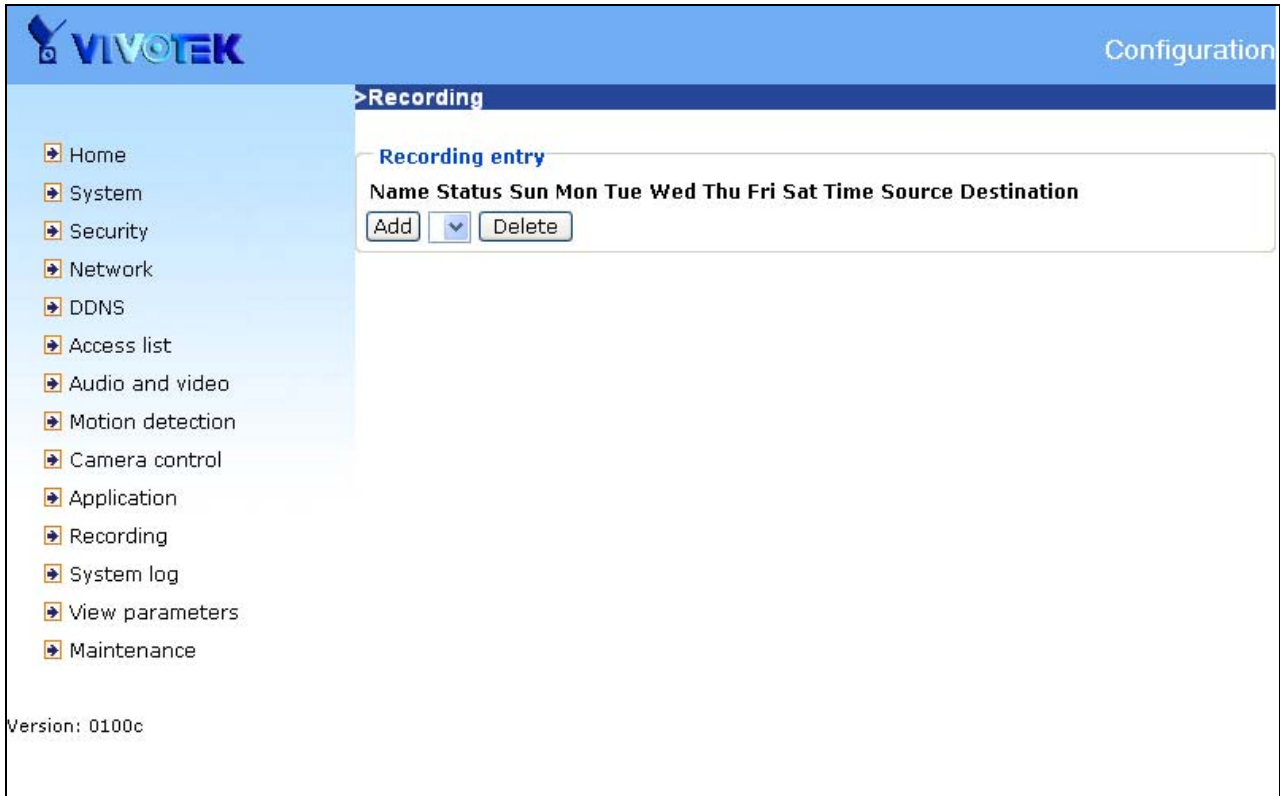 VIVOTEK
Configuration
>Recording
Home
System
Security
Network
DDNS
Access list
Audio and video
Motion detection
Camera control
Application
Recording
System log
View parameters
Maintenance
Version: 0100c
Recording entry
Name Status Sun Mon Tue Wed Thu Fri Sat Time Source Destination
Add Delete